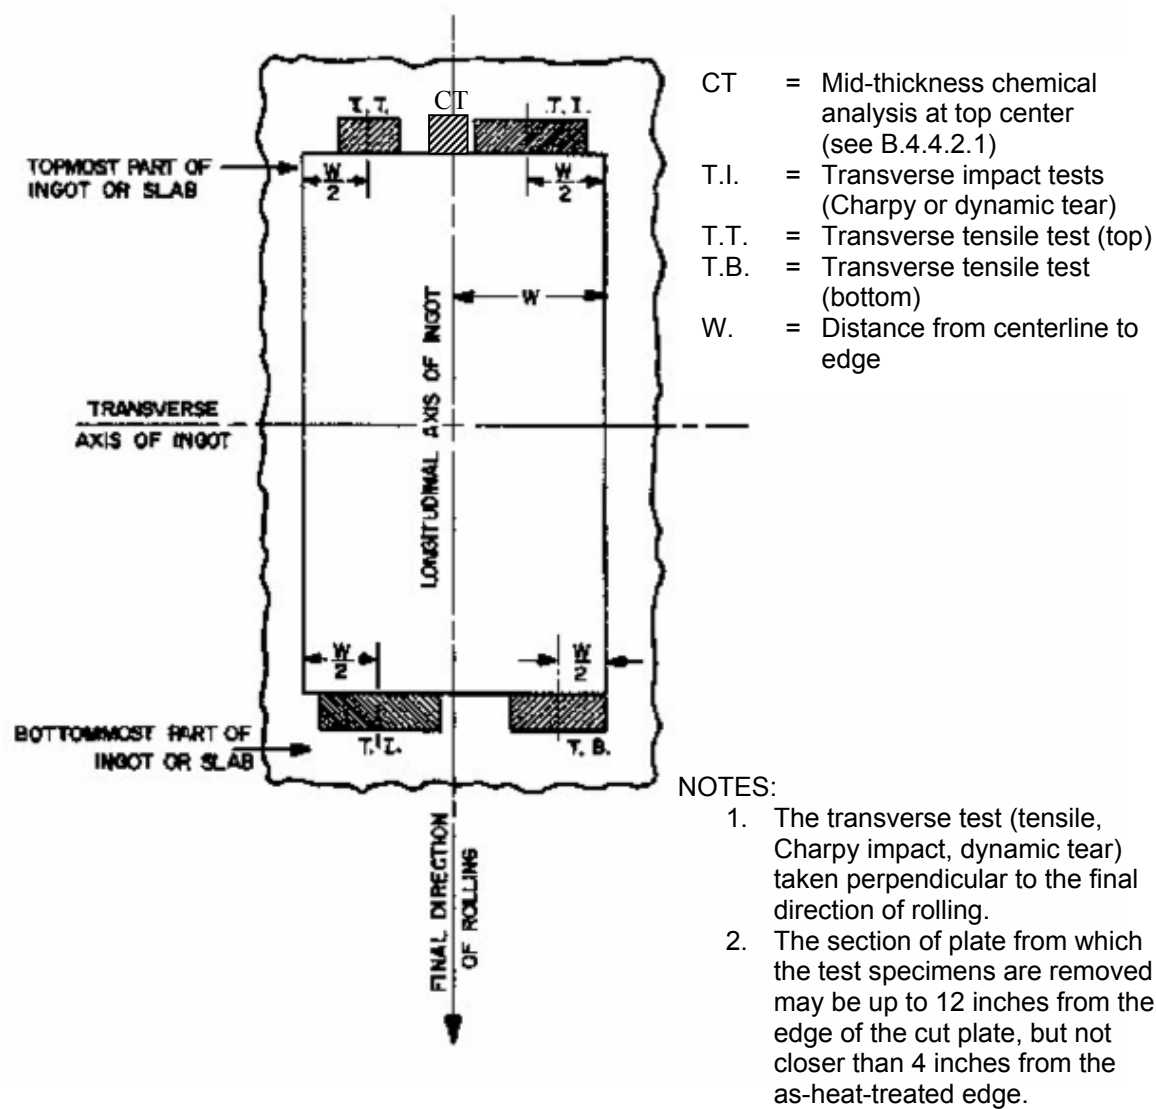 CT
T. T.
T. I.
TOPMOST PART OF
INGOT OR SLAB
W
2
W
2
W
LONGITUDINAL AXIS OF INGOT
TRANSVERSE
AXIS OF INGOT
W
2
W
2
BOTTOMMOST PART OF
INGOT OR SLAB
T. I.
T. B.
FINAL DIRECTION
OF ROLLING
CT = Mid-thickness chemical
analysis at top center
(see B.4.4.2.1)
T.I. = Transverse impact tests
(Charpy or dynamic tear)
T.T. = Transverse tensile test (top)
T.B. = Transverse tensile test
(bottom)
W. = Distance from centerline to
edge
NOTES:
1. The transverse test (tensile,
Charpy impact, dynamic tear)
taken perpendicular to the final
direction of rolling.
2. The section of plate from which
the test specimens are removed
may be up to 12 inches from the
edge of the cut plate, but not
closer than 4 inches from the
as-heat-treated edge.